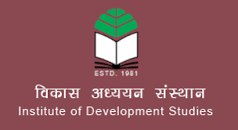 ESTD. 1981
विकास अध्ययन संस्थान
Institute of Development Studies